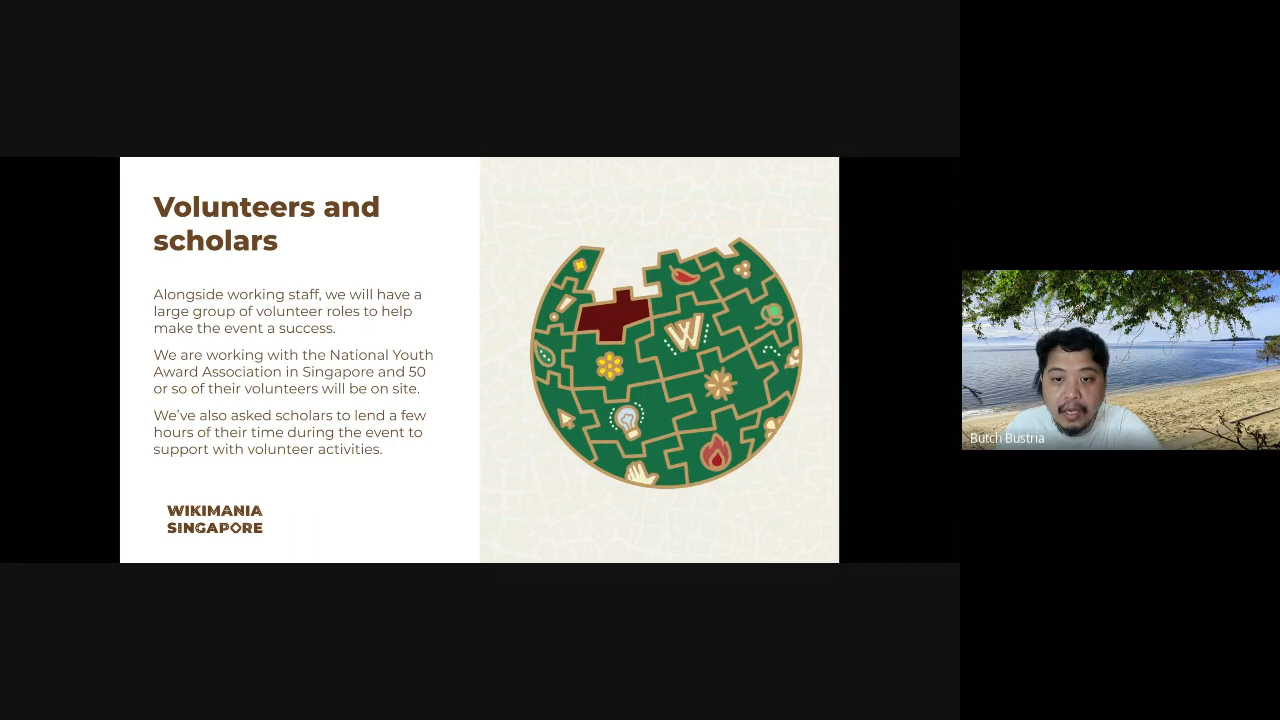 Volunteers and
scholars
Alongside working staff, we will have a
large group of volunteer roles to help
make the event a success.
We are working with the National Youth
Award Association in Singapore and 50
or so of their volunteers will be on site.
We’ve also asked scholars to lend a few
hours of their time during the event to
support with volunteer activities.
WIKIMANIA
SINGAPORE
W
Butch Bustria